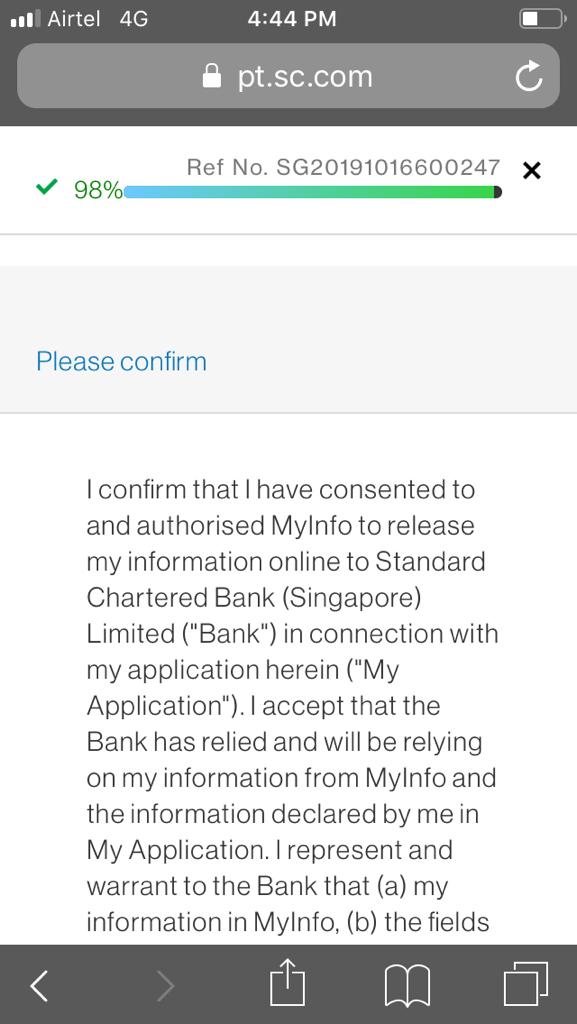 Airtel 4G 4:44 PM
pt.sc.com
Ref No. SG20191016600247
98%
Please confirm
I confirm that I have consented to
and authorised MyInfo to release
my information online to Standard
Chartered Bank (Singapore)
Limited ("Bank") in connection with
my application herein ("My
Application"). I accept that the
Bank has relied and will be relying
on my information from MyInfo and
the information declared by me in
My Application. I represent and
warrant to the Bank that (a) my
information in MyInfo, (b) the fields